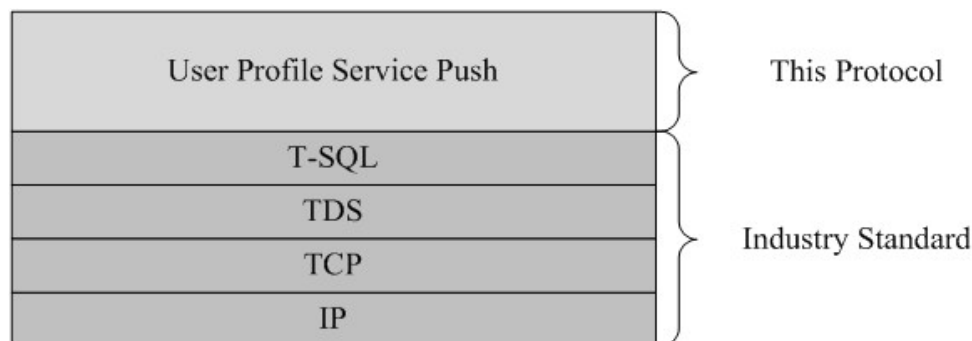 User Profile Service Push
This Protocol
T-SQL
TDS
Industry Standard
TCP
IP